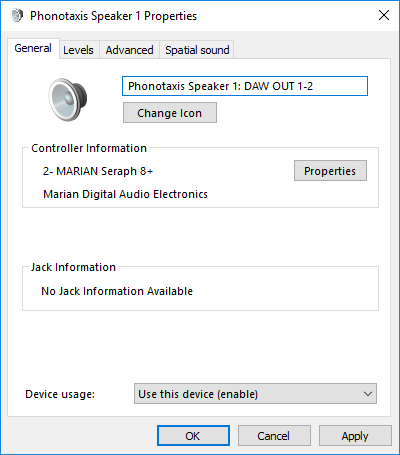 Phonotaxis Speaker 1 Properties
General Levels Advanced Spatial sound
Phonotaxis Speaker 1: DAW OUT 1-2
Change Icon
Controller Information
2- MARIAN Seraph 8+ Properties
Marian Digital Audio Electronics
Jack Information
No Jack Information Available
Device usage: Use this device (enable)
OK Cancel Apply